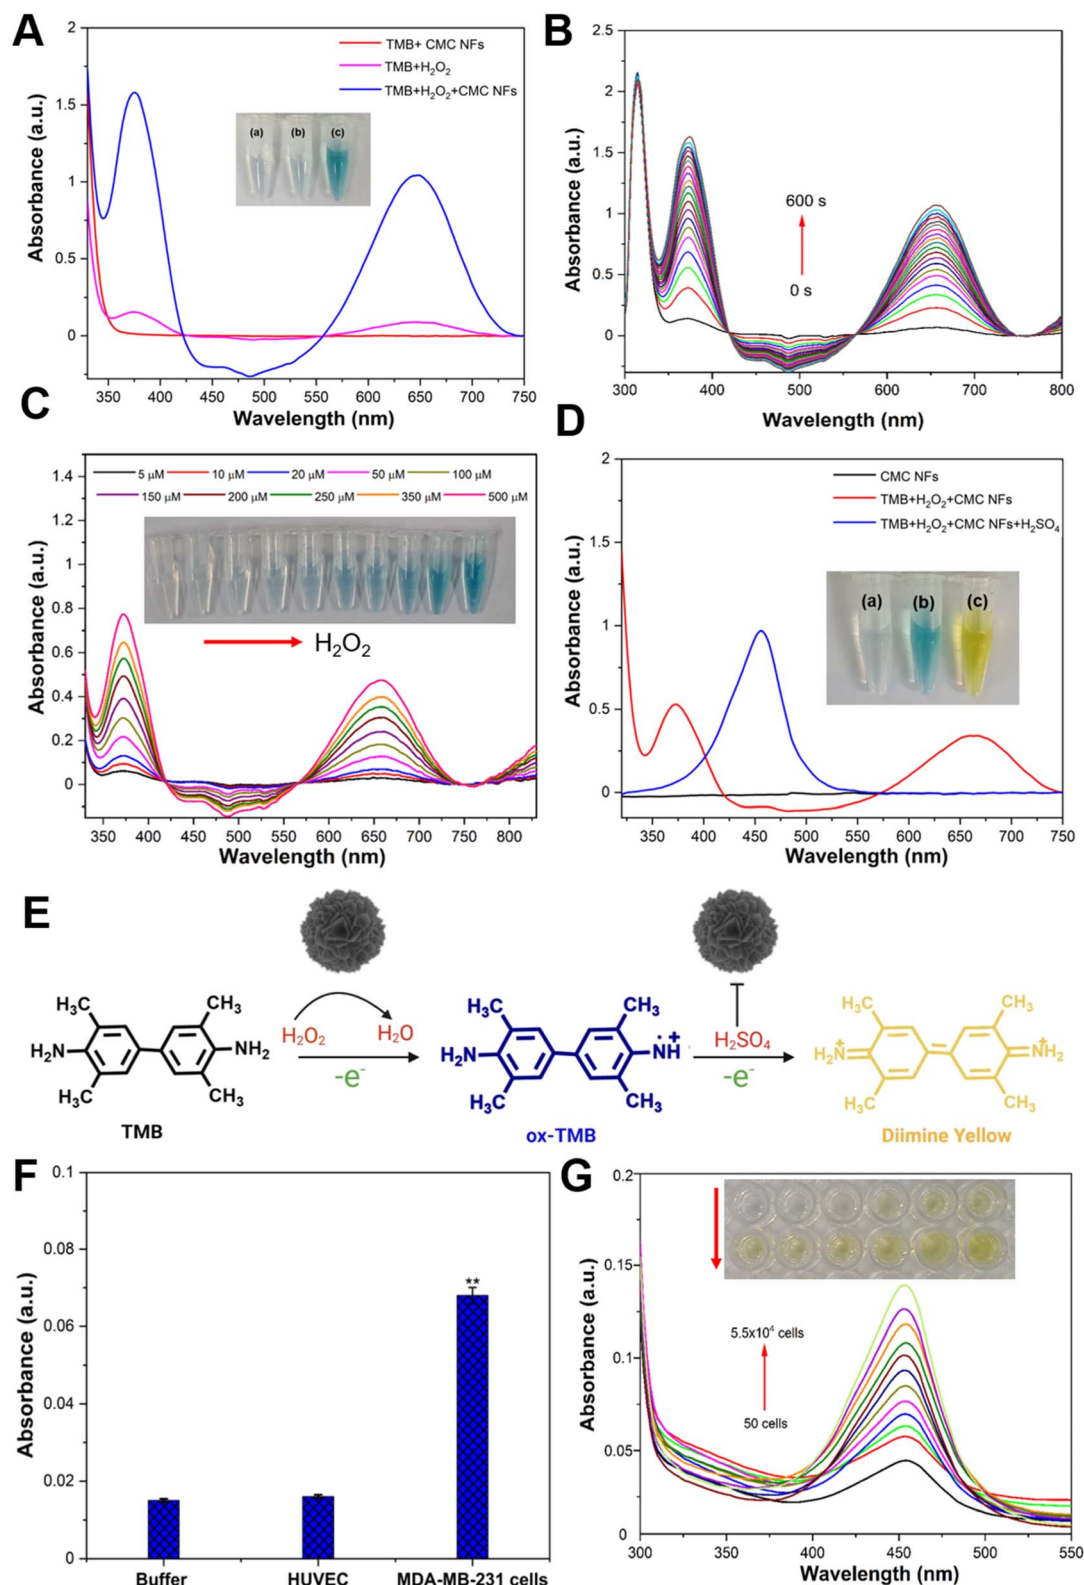 A
2
1.5
1
0.5
0
Absorbance (a.u.)
TMB+ CMC NFs
TMB+H₂O₂
TMB+H₂O₂+CMC NFs
(a) (b) (c)
350 400 450 500 550 600 650 700 750
Wavelength (nm)
B
2.5
2
1.5
1
0.5
0
Absorbance (a.u.)
600 s
0 s
300 400 500 600 700 800
Wavelength (nm)
C
1.4
1.2
1
0.8
0.6
0.4
0.2
0
Absorbance (a.u.)
5 μM 10 μM 20 μM 50 μM 100 μM
150 μM 200 μM 250 μM 350 μM 500 μM
H₂O₂
350 400 450 500 550 600 650 700 750 800
Wavelength (nm)
D
2
1.5
1
0.5
0
Absorbance (a.u.)
CMC NFs
TMB+H₂O₂+CMC NFs
TMB+H₂O₂+CMC NFs+H₂SO₄
(a) (b) (c)
350 400 450 500 550 600 650 700 750
Wavelength (nm)
E
H₃C CH₃
H₂N NH₂
H₃C CH₃
TMB
H₂O₂ H₂O
-e⁻
H₃C CH₃
H₂N NH
·+
H₃C CH₃
ox-TMB
H₂SO₄
-e⁻
H₃C CH₃
H₂N⁺ NH₂⁺
H₃C CH₃
Diimine Yellow
F
0.1
0.08
0.06
0.04
0.02
0
Absorbance (a.u.)
**
Buffer HUVEC MDA-MB-231 cells
G
0.2
0.15
0.1
0.05
0
Absorbance (a.u.)
5.5x10⁴ cells
50 cells
300 350 400 450 500 550
Wavelength (nm)